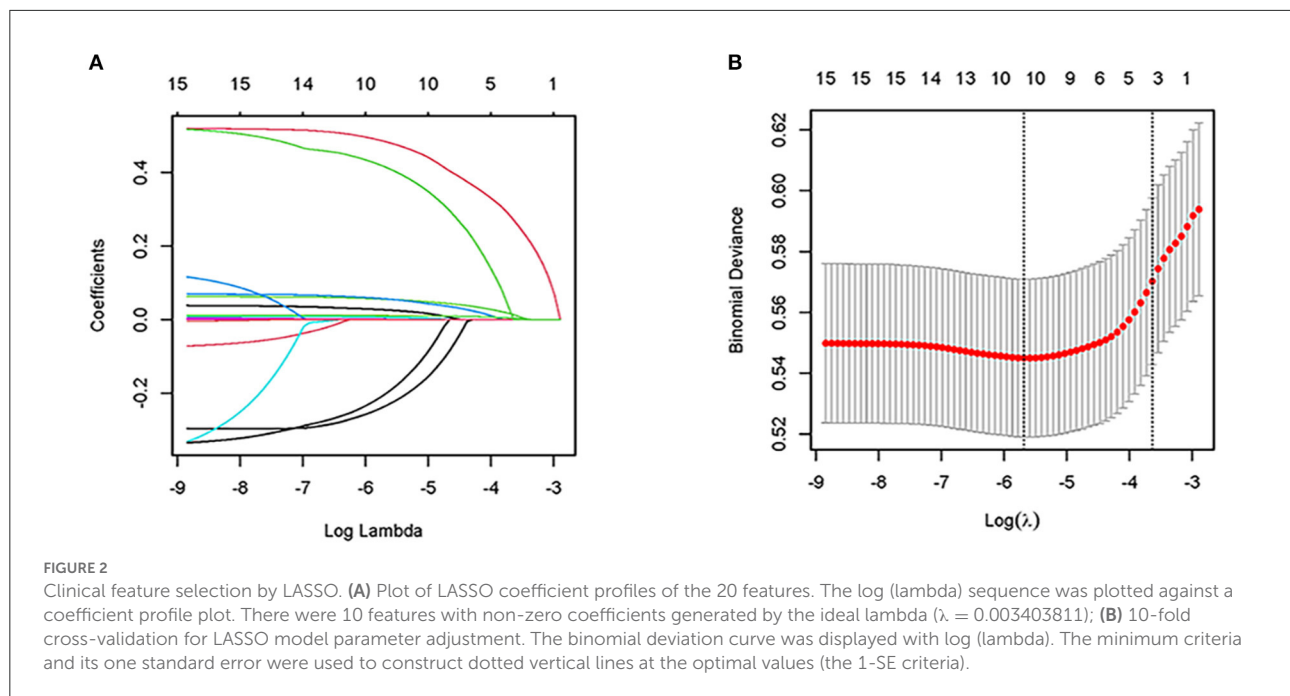 A
15 15 14 10 10 5 1
Coefficients
0.4
0.2
0.0
-0.2
-9 -8 -7 -6 -5 -4 -3
Log Lambda
B
15 15 15 14 13 10 10 9 6 5 3 1
Binomial Deviance
0.62
0.60
0.58
0.56
0.54
0.52
-9 -8 -7 -6 -5 -4 -3
Log(λ)
FIGURE 2
Clinical feature selection by LASSO. (A) Plot of LASSO coefficient profiles of the 20 features. The log (lambda) sequence was plotted against a
coefficient profile plot. There were 10 features with non-zero coefficients generated by the ideal lambda (λ = 0.003403811); (B) 10-fold
cross-validation for LASSO model parameter adjustment. The binomial deviation curve was displayed with log (lambda). The minimum criteria
and its one standard error were used to construct dotted vertical lines at the optimal values (the 1-SE criteria).